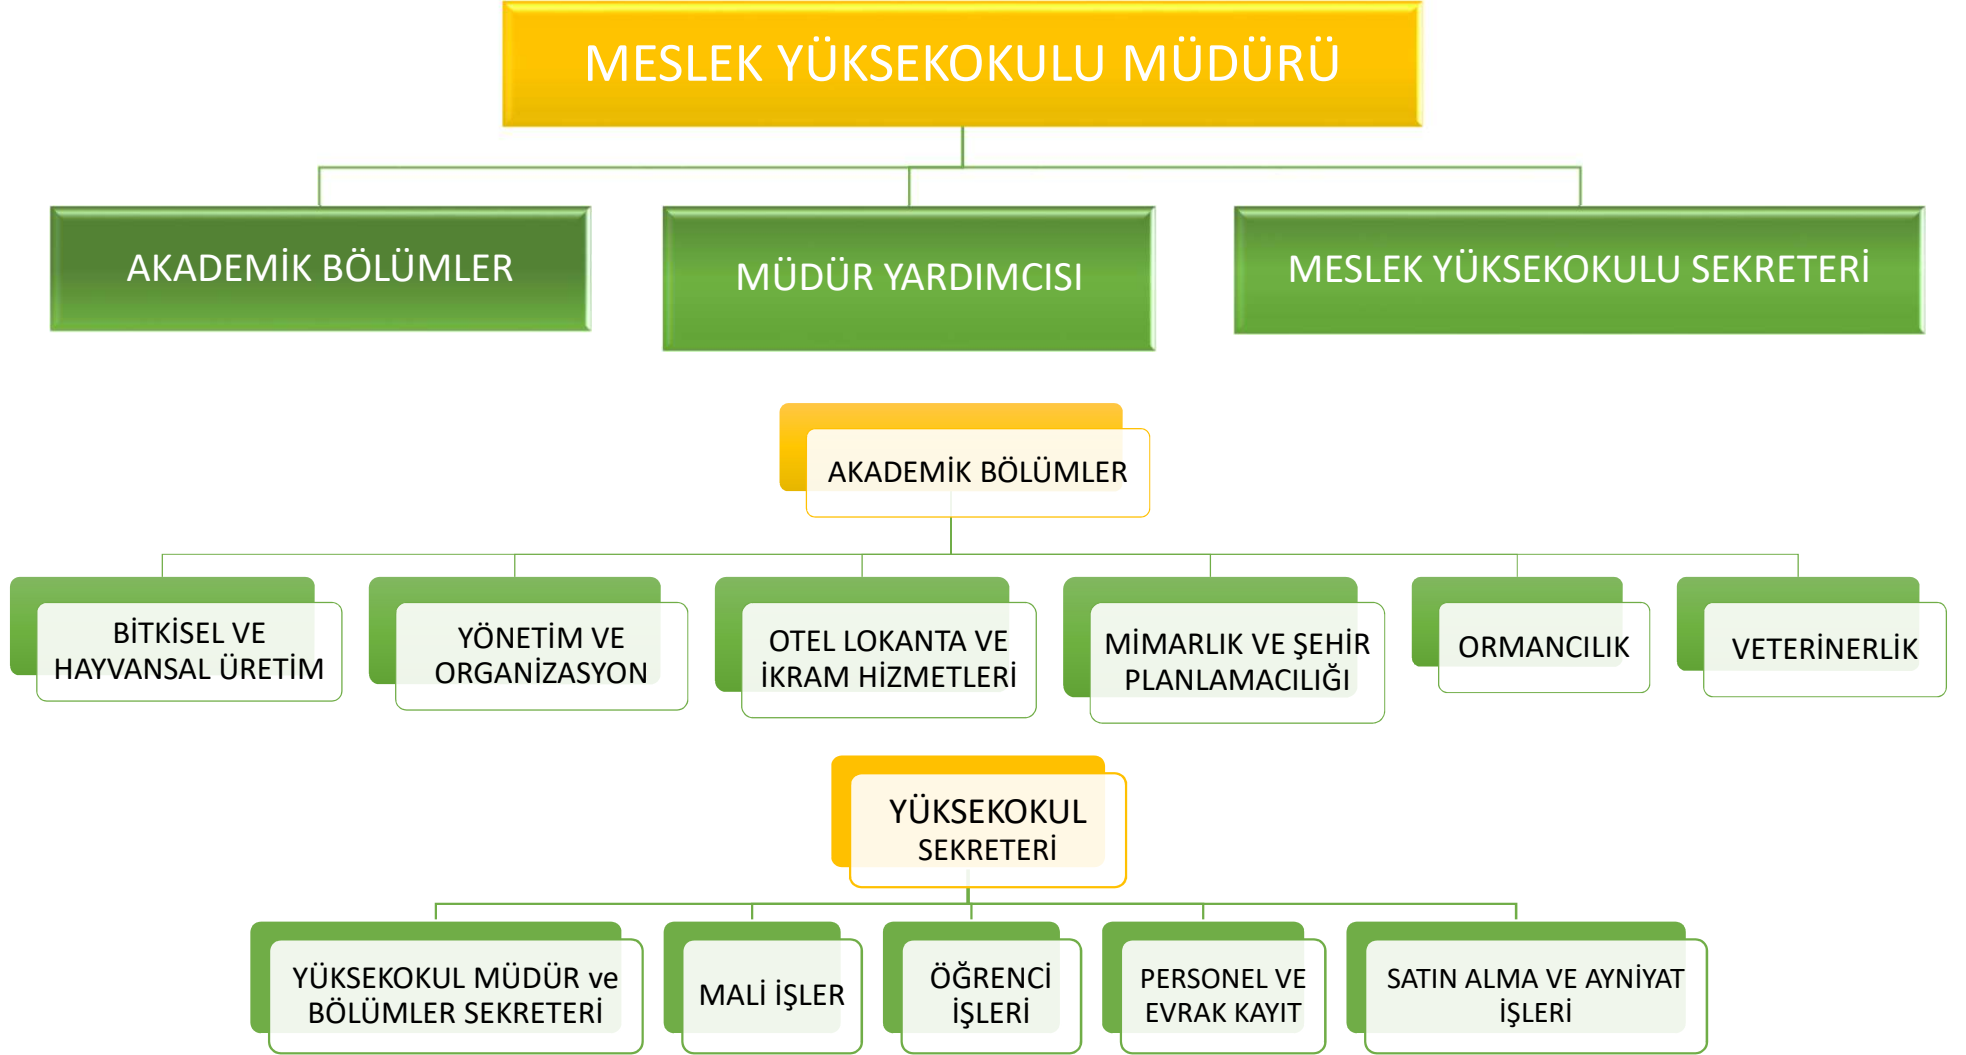 MESLEK YÜKSEKOKULU MÜDÜRÜ
AKADEMİK BÖLÜMLER
MÜDÜR YARDIMCISI
MESLEK YÜKSEKOKULU SEKRETERİ
AKADEMİK BÖLÜMLER
BİTKİSEL VE
HAYVANSAL ÜRETİM
YÖNETİM VE
ORGANİZASYON
OTEL LOKANTA VE
İKRAM HİZMETLERİ
MİMARLIK VE ŞEHİR
PLANLAMACILIĞI
ORMANCILIK
VETERİNERLİK
YÜKSEKOKUL
SEKRETERİ
YÜKSEKOKUL MÜDÜR ve
BÖLÜMLER SEKRETERİ
MALİ İŞLER
ÖĞRENCİ
İŞLERİ
PERSONEL VE
EVRAK KAYIT
SATIN ALMA VE AYNİYAT
İŞLERİ